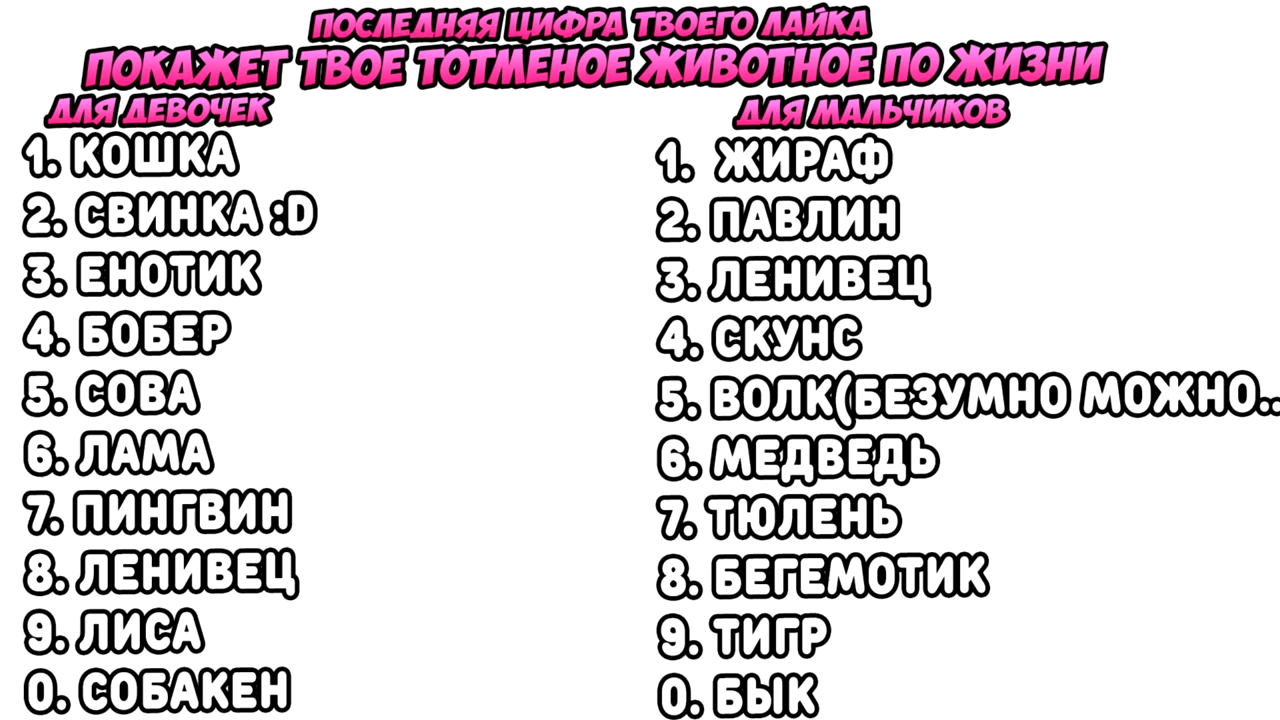 ПОСЛЕДНЯЯ ЦИФРА ТВОЕГО ЛАЙКА
ПОКАЖЕТ ТВОЕ ТОТМЕНОЕ ЖИВОТНОЕ ПО ЖИЗНИ
ДЛЯ ДЕВОЧЕК
1. КОШКА
2. СВИНКА :D
3. ЕНОТИК
4. БОБЕР
5. СОВА
6. ЛАМА
7. ПИНГВИН
8. ЛЕНИВЕЦ
9. ЛИСА
0. СОБАКЕН
ДЛЯ МАЛЬЧИКОВ
1. ЖИРАФ
2. ПАВЛИН
3. ЛЕНИВЕЦ
4. СКУНС
5. ВОЛК(БЕЗУМНО МОЖНО..
6. МЕДВЕДЬ
7. ТЮЛЕНЬ
8. БЕГЕМОТИК
9. ТИГР
0. БЫК